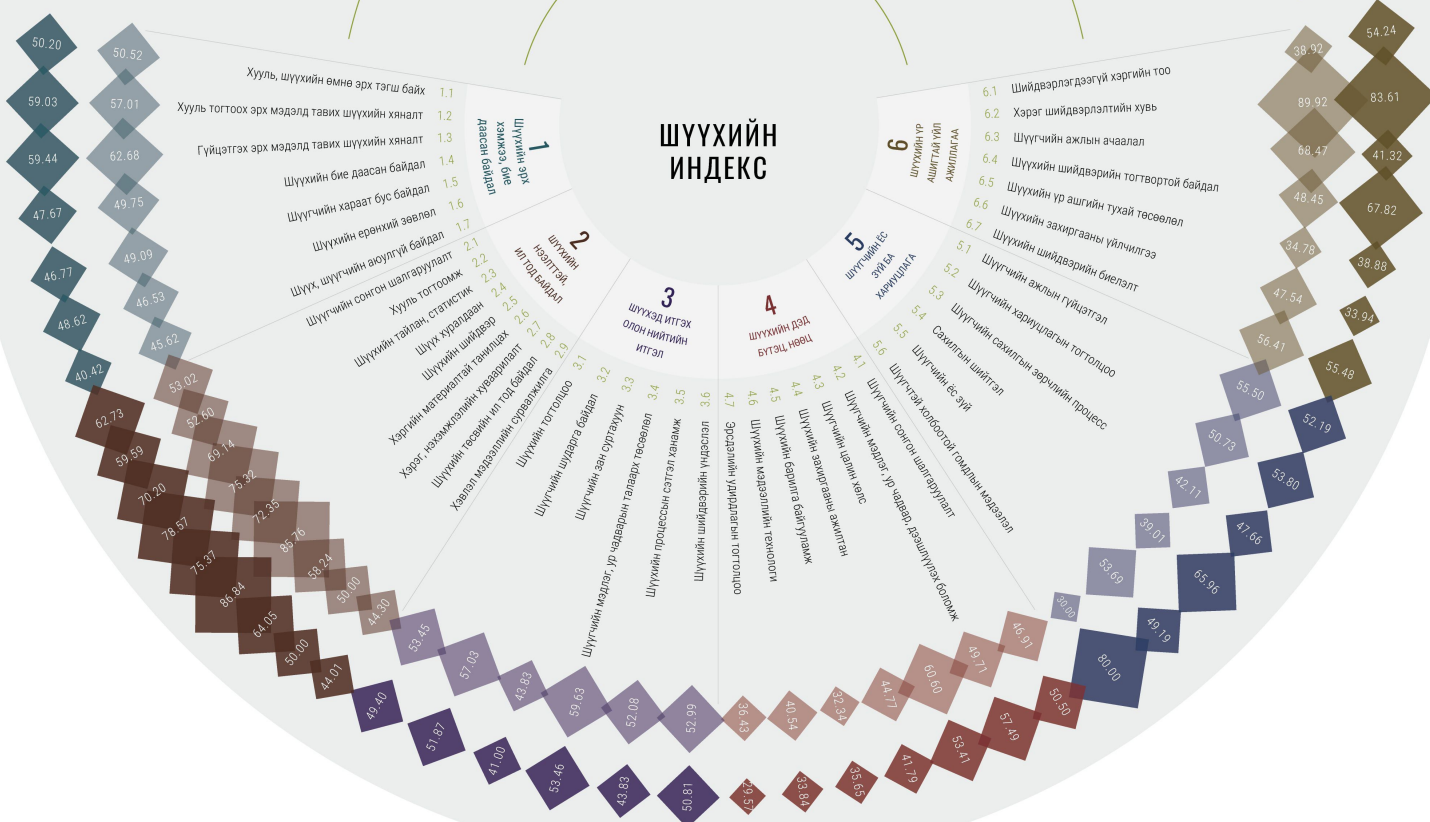 ШҮҮХИЙН
ИНДЕКС
1
Шүүхийн эрх
хэмжээ, бие
даасан байдал
1.1 Хууль, шүүхийн өмнө эрх тэгш байх
1.2 Хууль тогтоох эрх мэдэлд тавих шүүхийн хяналт
1.3 Гүйцэтгэх эрх мэдэлд тавих шүүхийн хяналт
1.4 Шүүхийн бие даасан байдал
1.5 Шүүгчийн хараат бус байдал
1.6 Шүүхийн ерөнхий зөвлөл
1.7 Шүүх, шүүгчийн аюулгүй байдал
50.20
59.03
59.44
47.67
46.77
48.62
40.42
50.52
57.01
62.68
49.75
49.09
46.53
45.62
2
ШҮҮХИЙН
НЭЭЛТТЭЙ,
ИЛ ТОД БАЙДАЛ
2.1 Шүүгчийн сонгон шалгаруулалт
2.2 Хууль тогтоомж
2.3 Шүүхийн тайлан, статистик
2.4 Шүүх хуралдаан
2.5 Шүүхийн шийдвэр
2.6 Хэргийн материалтай танилцах
2.7 Хэрэг, нэхэмжлэлийн хуваарилалт
2.8 Шүүхийн төсвийн ил тод байдал
2.9 Хэвлэл мэдээллийн сурвалжлага
62.73
59.59
70.20
78.57
75.37
86.84
64.05
50.00
44.01
53.02
52.60
69.14
75.32
72.35
85.76
58.24
50.00
44.30
3
ШҮҮХЭД ИТГЭХ
ОЛОН НИЙТИЙН
ИТГЭЛ
3.1 Шүүхийн тогтолцоо
3.2 Шүүгчийн шударга байдал
3.3 Шүүгчийн зан суртахуун
3.4 Шүүгчийн мэдлэг, ур чадварын талаарх төсөөлөл
3.5 Шүүхийн процессын сэтгэл ханамж
3.6 Шүүхийн шийдвэрийн үндэслэл
53.45
57.03
43.83
59.63
52.08
52.99
49.40
51.87
41.00
53.46
43.83
50.81
4
ШҮҮХИЙН ДЭД
БҮТЭЦ, НӨӨЦ
4.7 Эрсдэлийн удирдлагын тогтолцоо
4.6 Шүүхийн мэдээллийн технологи
4.5 Шүүхийн барилга байгууламж
4.4 Шүүхийн захиргааны ажилтан
4.3 Шүүгчийн цалин хөлс
4.2 Шүүгчийн мэдлэг, ур чадвар, дээшлүүлэх боломж
4.1 Шүүгчийн сонгон шалгаруулалт
36.43
40.54
32.34
44.77
60.60
49.71
46.91
29.57
33.84
35.65
41.79
53.41
57.49
50.50
5
ШҮҮГЧИЙН ЁС
ЗҮЙ БА
ХАРИУЦЛАГА
5.1 Шүүгчийн ажлын гүйцэтгэл
5.2 Шүүгчийн хариуцлагын тогтолцоо
5.3 Шүүгчийн сахилгын зөрчлийн процесс
5.4 Сахилгын шийтгэл
5.5 Шүүгчийн ёс зүй
5.6 Шүүгчтэй холбоотой гомдлын мэдээлэл
55.50
50.73
42.11
39.01
53.69
30.00
52.19
53.80
47.66
65.96
49.19
80.00
6
ШҮҮХИЙН ҮР
АШИГТАЙ ҮЙЛ
АЖИЛЛАГАА
6.1 Шийдвэрлэгдээгүй хэргийн тоо
6.2 Хэрэг шийдвэрлэлтийн хувь
6.3 Шүүгчийн ажлын ачаалал
6.4 Шүүхийн шийдвэрийн тогтвортой байдал
6.5 Шүүхийн үр ашгийн тухай төсөөлөл
6.6 Шүүхийн захиргааны үйлчилгээ
6.7 Шүүхийн шийдвэрийн биелэлт
38.92
89.92
68.47
48.45
34.78
47.54
56.41
54.24
83.61
41.32
67.82
38.88
33.94
55.48